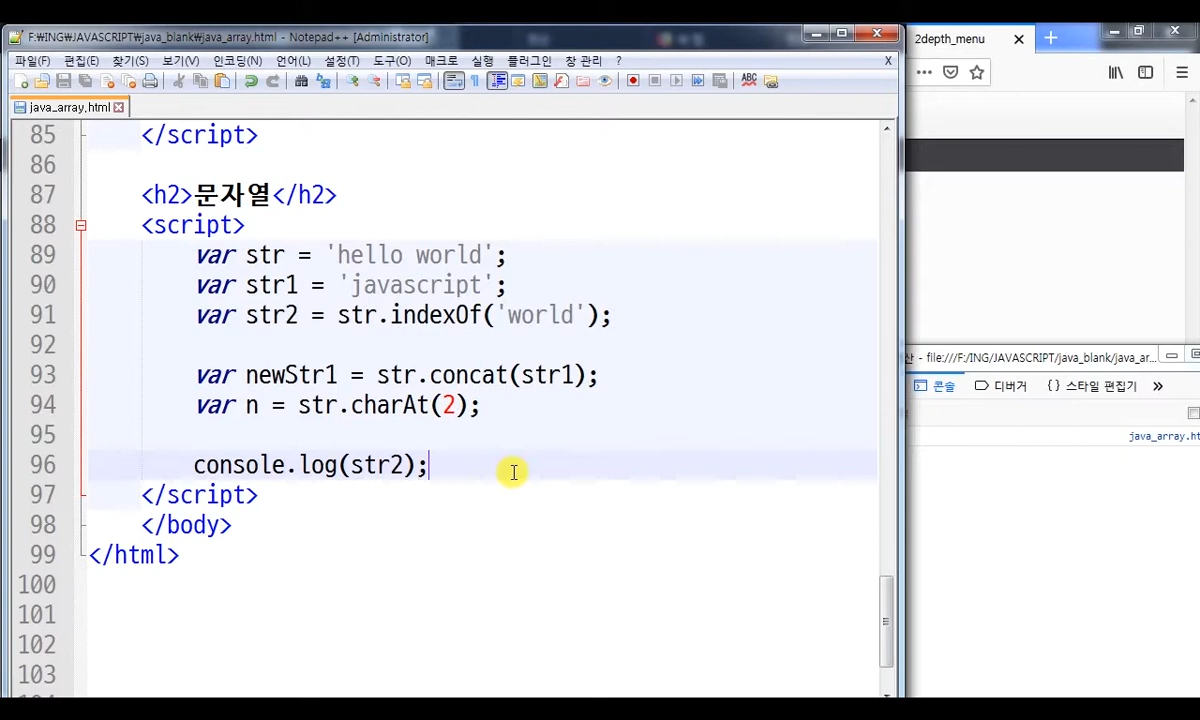 F:₩ING₩JAVASCRIPT₩java_blank₩java_array.html - Notepad++ [Administrator]
파일(F) 편집(E) 찾기(S) 보기(V) 인코딩(N) 언어(L) 설정(T) 도구(O) 매크로 실행 플러그인 창 관리 ? X
java_array.html
85 </script>
86
87 <h2>문자열</h2>
88 <script>
89 var str = 'hello world';
90 var str1 = 'javascript';
91 var str2 = str.indexOf('world');
92
93 var newStr1 = str.concat(str1);
94 var n = str.charAt(2);
95
96 console.log(str2);
97 </script>
98 </body>
99 </html>
100
101
102
103
2depth_menu
산 - file:///F:/ING/JAVASCRIPT/java_blank/java_ar...
콘솔 디버거 {} 스타일 편집기 »
java_array.ht